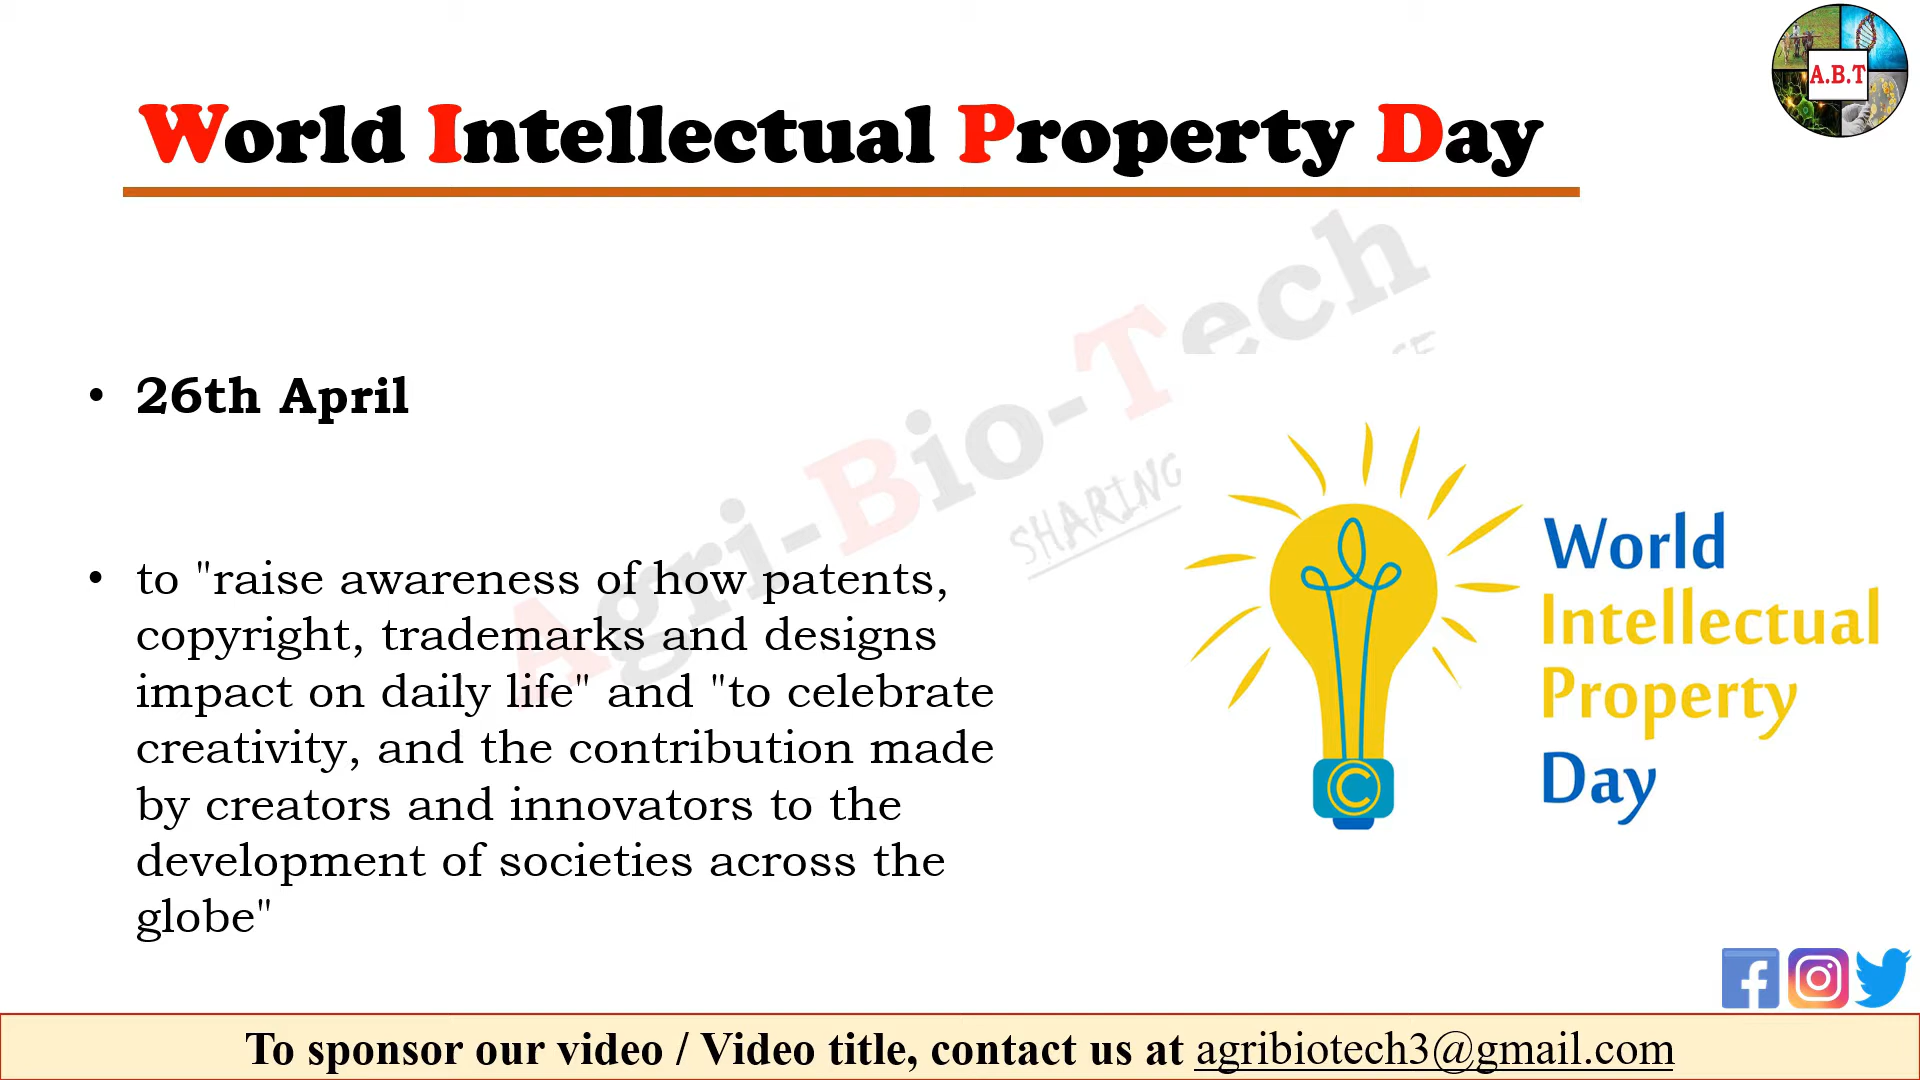 A.B.T
World Intellectual Property Day
Agri-Bio-Tech
SHARING
• 26th April
• to "raise awareness of how patents,
copyright, trademarks and designs
impact on daily life" and "to celebrate
creativity, and the contribution made
by creators and innovators to the
development of societies across the
globe"
World
Intellectual
Property
Day
©
To sponsor our video / Video title, contact us at agribiotech3@gmail.com